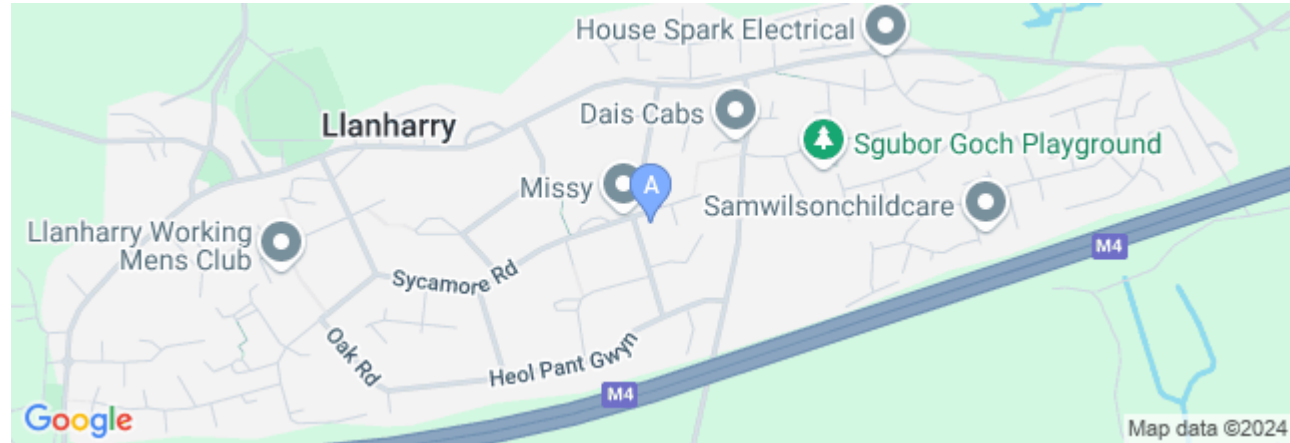 House Spark Electrical
Dais Cabs
Llanharry
Sgubor Goch Playground
Missy
A
Samwilsonchildcare
Llanharry Working
Mens Club
M4
Sycamore Rd
Oak Rd
Heol Pant Gwyn
M4
Google
Map data ©2024